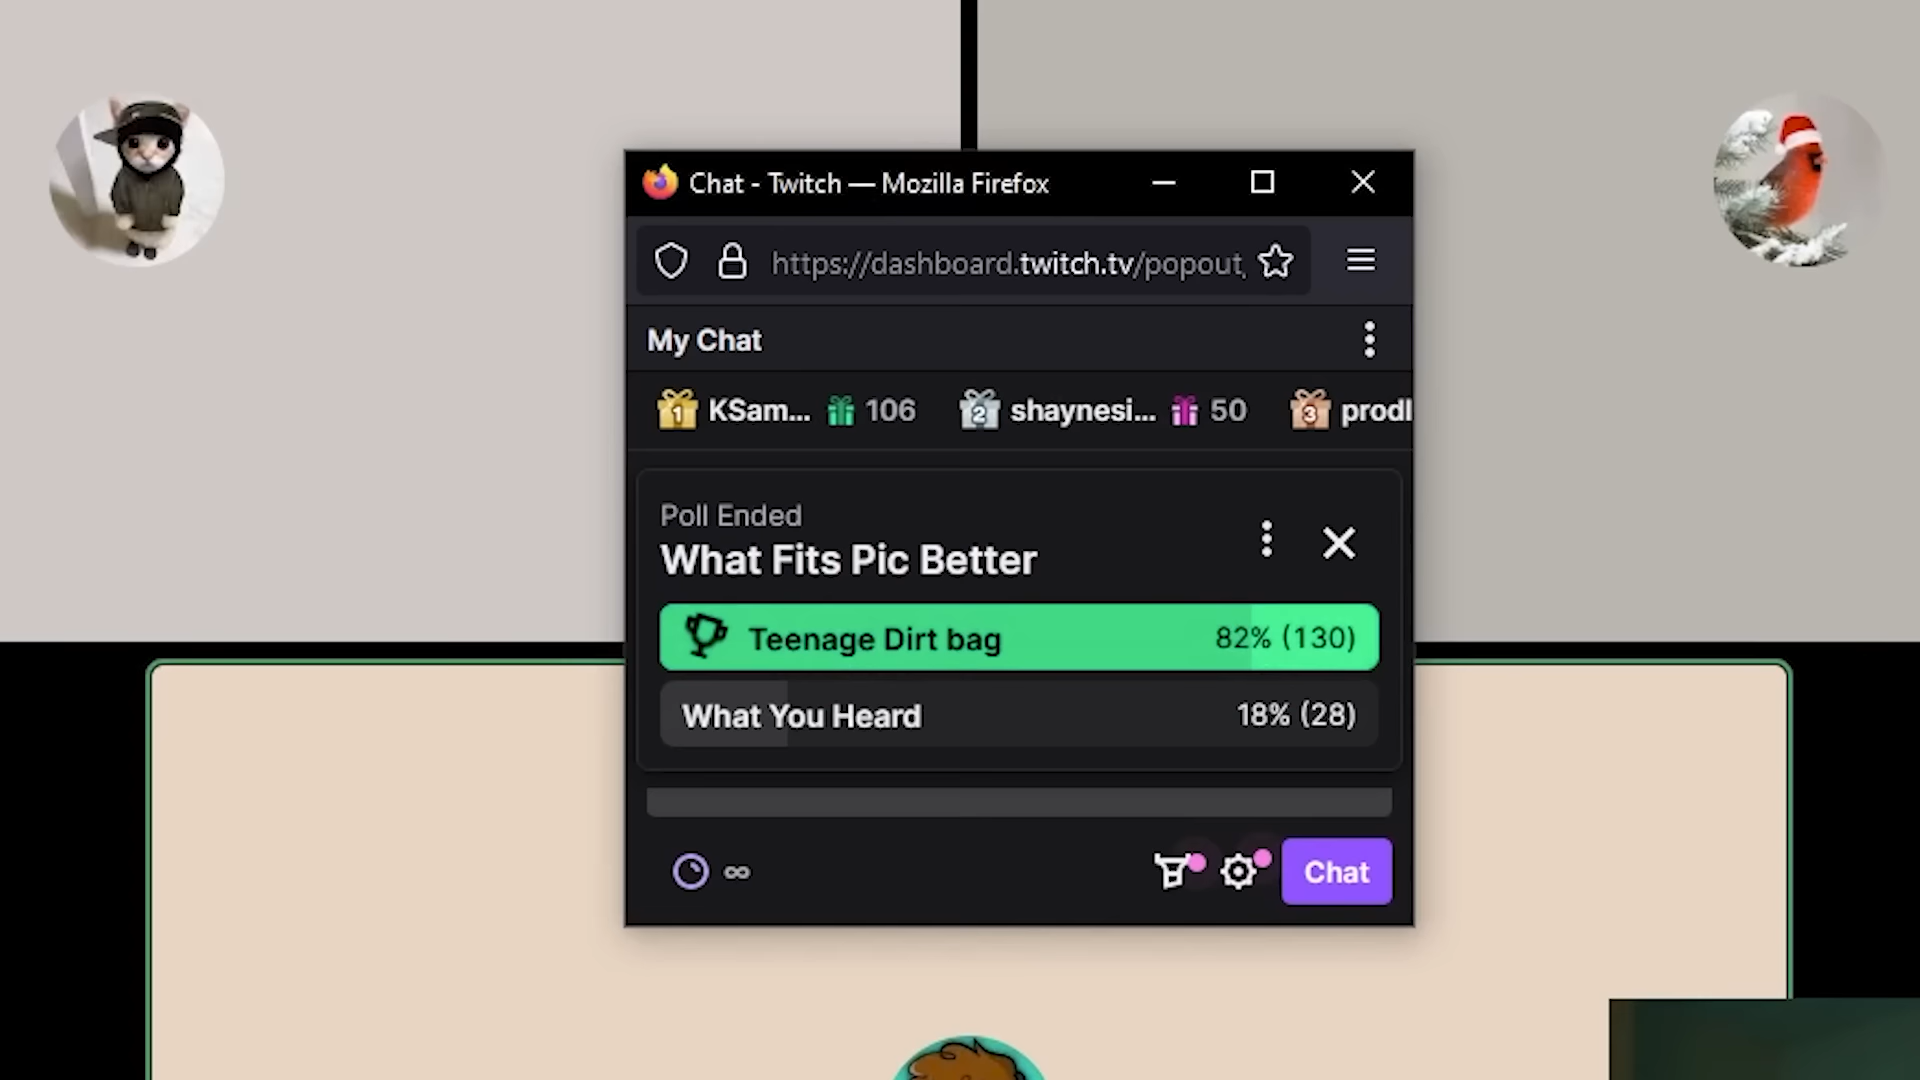 Chat - Twitch — Mozilla Firefox
https://dashboard.twitch.tv/popout
My Chat
1 KSam... 106 2 shaynesi... 50 3 prodl
Poll Ended
What Fits Pic Better
Teenage Dirt bag 82% (130)
What You Heard 18% (28)
∞ Chat